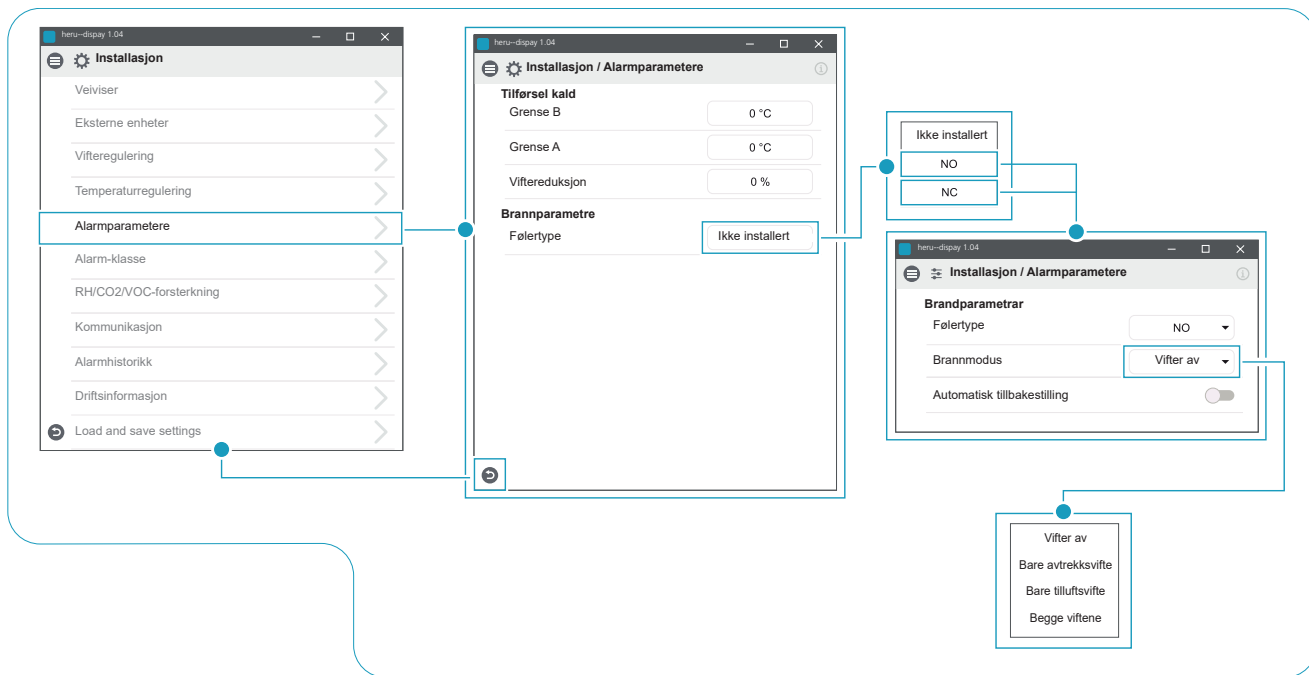 heru--dispay 1.04
Installasjon
Veiviser
Eksterne enheter
Vifteregulering
Temperaturregulering
Alarmparametere
Alarm-klasse
RH/CO2/VOC-forsterkning
Kommunikasjon
Alarmhistorikk
Driftsinformasjon
Load and save settings
heru--dispay 1.04
Installasjon / Alarmparametere
Tilførsel kald
Grense B 0 °C
Grense A 0 °C
Viftereduksjon 0 %
Brannparametre
Følertype Ikke installert
Ikke installert
NO
NC
heru--dispay 1.04
Installasjon / Alarmparametere
Brandparametrar
Følertype NO
Brannmodus Vifter av
Automatisk tillbakestilling
Vifter av
Bare avtrekksvifte
Bare tilluftsvifte
Begge viftene